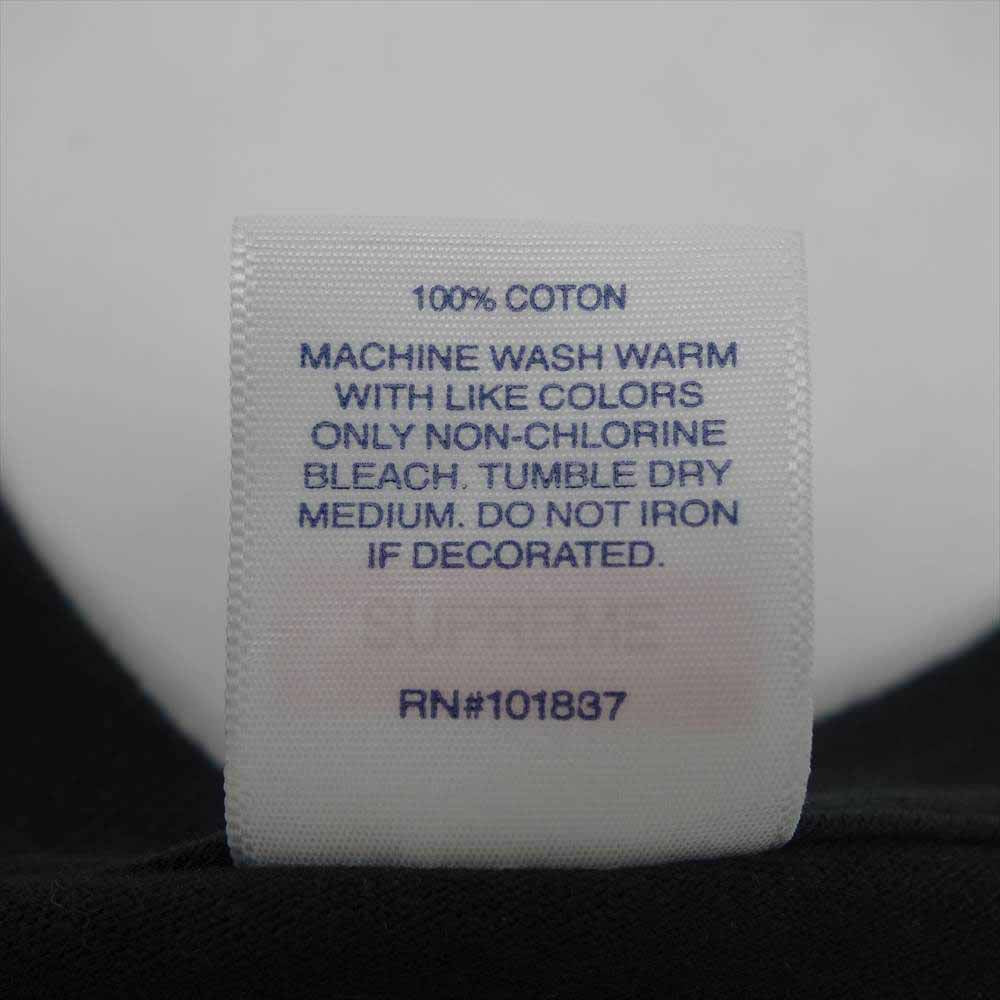 100% COTON
MACHINE WASH WARM
WITH LIKE COLORS
ONLY NON-CHLORINE
BLEACH. TUMBLE DRY
MEDIUM. DO NOT IRON
IF DECORATED.
SUPREME
RN#101837